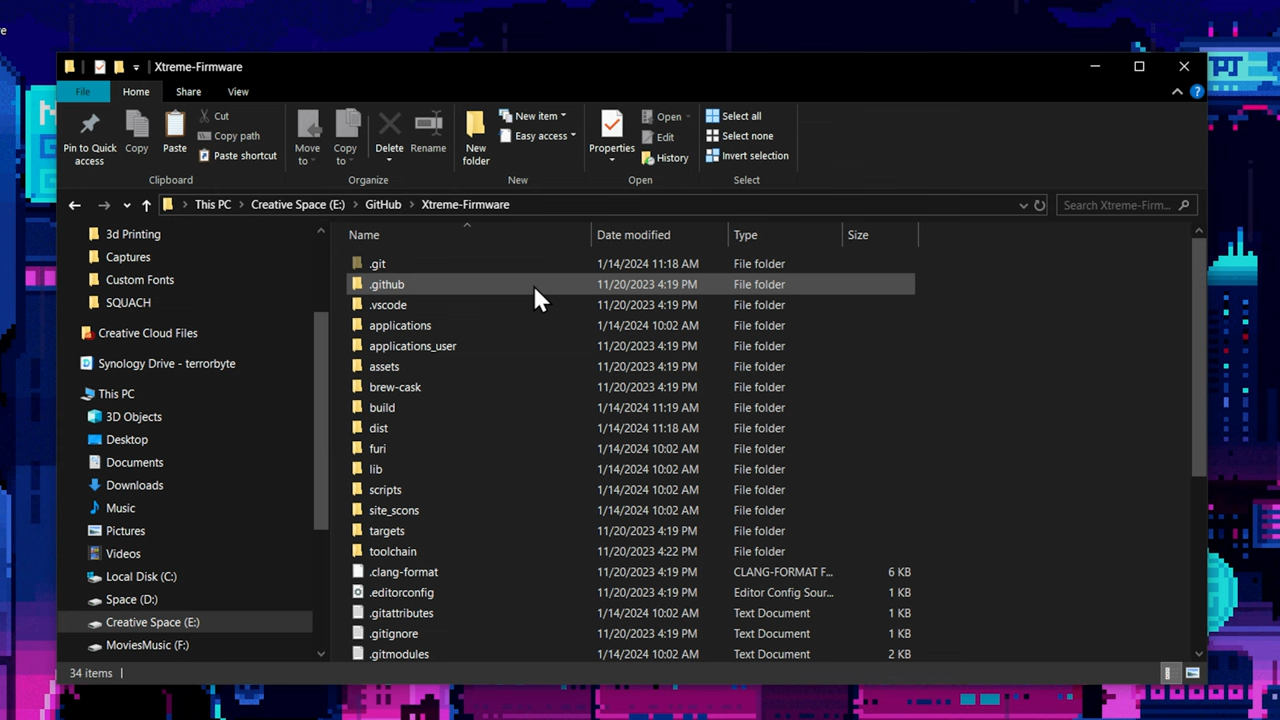 Xtreme-Firmware
File Home Share View
Pin to Quick access
Copy
Paste
Cut
Copy path
Paste shortcut
Clipboard
Move to
Copy to
Delete
Rename
Organize
New folder
New item
Easy access
New
Properties
Open
Edit
History
Open
Select all
Select none
Invert selection
Select
This PC > Creative Space (E:) > GitHub > Xtreme-Firmware
Search Xtreme-Firm...
3d Printing
Captures
Custom Fonts
SQUACH
Creative Cloud Files
Synology Drive - terrorbyte
This PC
3D Objects
Desktop
Documents
Downloads
Music
Pictures
Videos
Local Disk (C:)
Space (D:)
Creative Space (E:)
MoviesMusic (F:)
Name Date modified Type Size
.git 1/14/2024 11:18 AM File folder
.github 11/20/2023 4:19 PM File folder
.vscode 11/20/2023 4:19 PM File folder
applications 1/14/2024 10:02 AM File folder
applications_user 11/20/2023 4:19 PM File folder
assets 11/20/2023 4:19 PM File folder
brew-cask 11/20/2023 4:19 PM File folder
build 1/14/2024 11:19 AM File folder
dist 1/14/2024 11:18 AM File folder
furi 1/14/2024 10:02 AM File folder
lib 1/14/2024 10:02 AM File folder
scripts 1/14/2024 10:02 AM File folder
site_scons 1/14/2024 10:02 AM File folder
targets 11/20/2023 4:19 PM File folder
toolchain 11/20/2023 4:22 PM File folder
.clang-format 11/20/2023 4:19 PM CLANG-FORMAT F... 6 KB
.editorconfig 11/20/2023 4:19 PM Editor Config Sour... 1 KB
.gitattributes 1/14/2024 10:02 AM Text Document 1 KB
.gitignore 11/20/2023 4:19 PM Text Document 1 KB
.gitmodules 1/14/2024 10:02 AM Text Document 2 KB
34 items